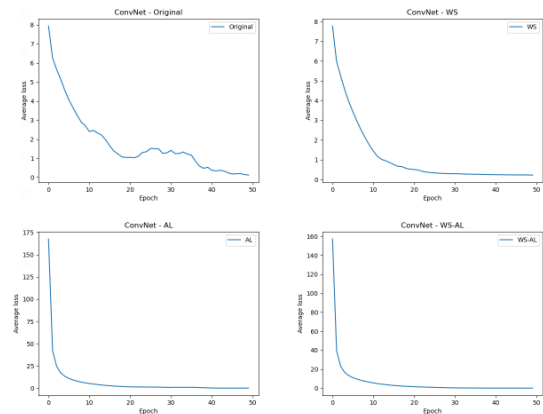 ConvNet - Original
Original
Average loss
8
7
6
5
4
3
2
1
0
0 10 20 30 40 50
Epoch
ConvNet - WS
WS
Average loss
8
7
6
5
4
3
2
1
0
0 10 20 30 40 50
Epoch
ConvNet - AL
AL
Average loss
175
150
125
100
75
50
25
0
0 10 20 30 40 50
Epoch
ConvNet - WS-AL
WS-AL
Average loss
160
140
120
100
80
60
40
20
0
0 10 20 30 40 50
Epoch